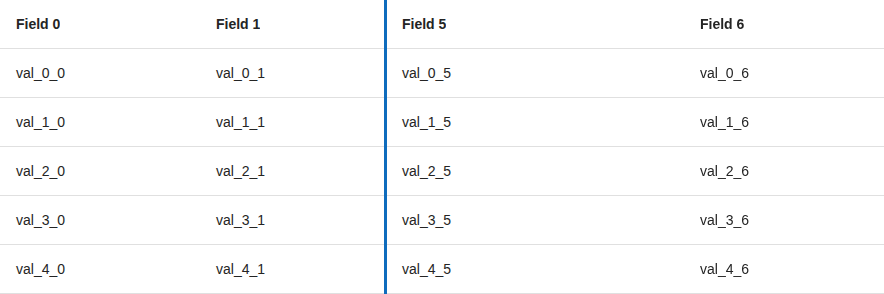 Field 0 Field 1 Field 5 Field 6
val_0_0 val_0_1 val_0_5 val_0_6
val_1_0 val_1_1 val_1_5 val_1_6
val_2_0 val_2_1 val_2_5 val_2_6
val_3_0 val_3_1 val_3_5 val_3_6
val_4_0 val_4_1 val_4_5 val_4_6